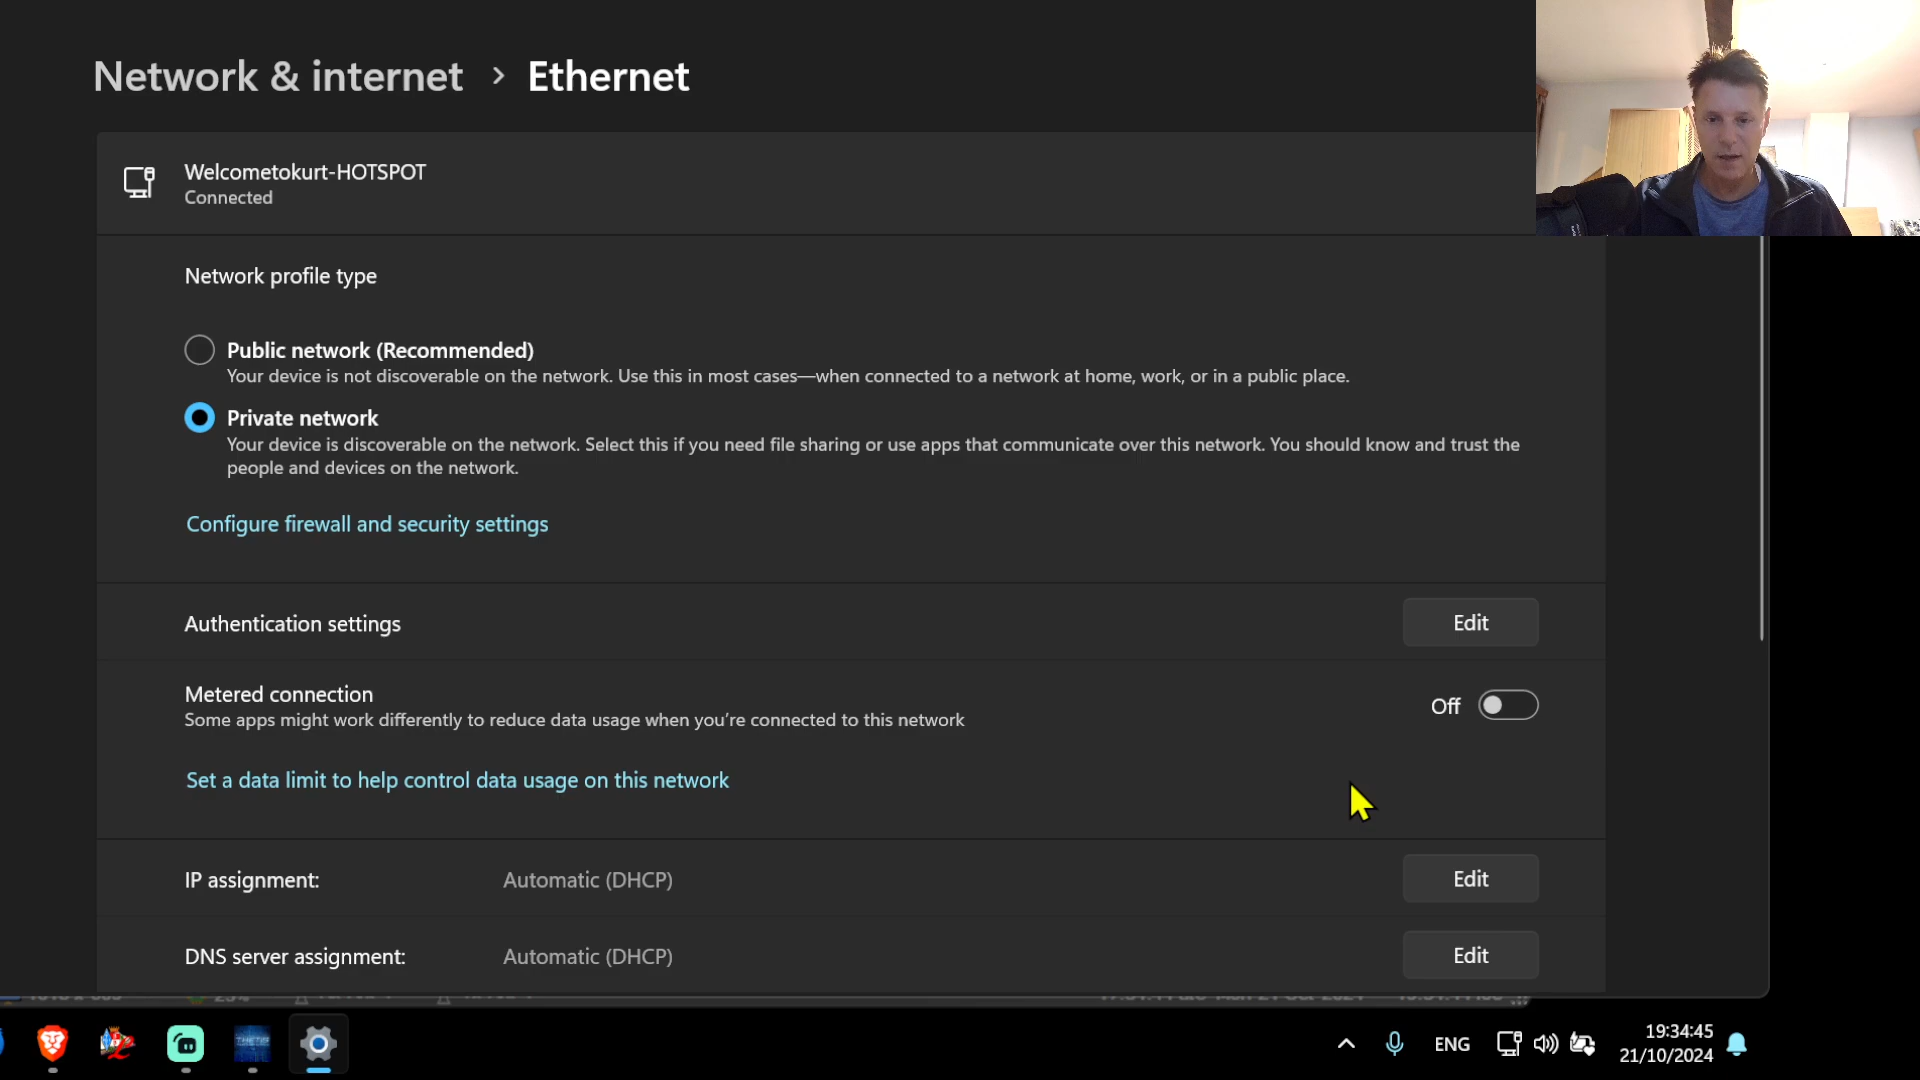 Network & internet > Ethernet
Welcometokurt-HOTSPOT
Connected
Network profile type
Public network (Recommended)
Your device is not discoverable on the network. Use this in most cases—when connected to a network at home, work, or in a public place.
Private network
Your device is discoverable on the network. Select this if you need file sharing or use apps that communicate over this network. You should know and trust the
people and devices on the network.
Configure firewall and security settings
Authentication settings Edit
Metered connection
Some apps might work differently to reduce data usage when you’re connected to this network
Off
Set a data limit to help control data usage on this network
IP assignment: Automatic (DHCP) Edit
DNS server assignment: Automatic (DHCP) Edit
ENG
19:34:45
21/10/2024